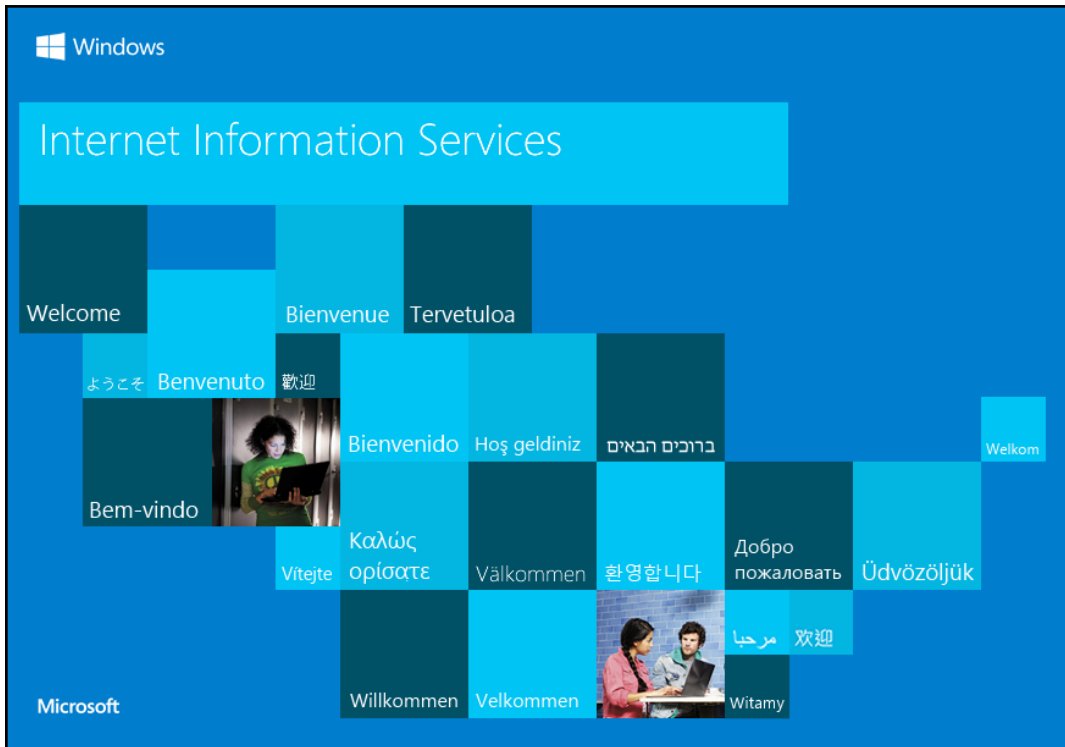 Windows
Internet Information Services
Welcome
Bienvenue
Tervetuloa
ようこそ
Benvenuto
歡迎
Bienvenido
Hoş geldiniz
ברוכים הבאים
Welkom
Bem-vindo
Vítejte
Καλώς
ορίσατε
Välkommen
환영합니다
Добро
пожаловать
Üdvözöljük
مرحبا
欢迎
Willkommen
Velkommen
Witamy
Microsoft